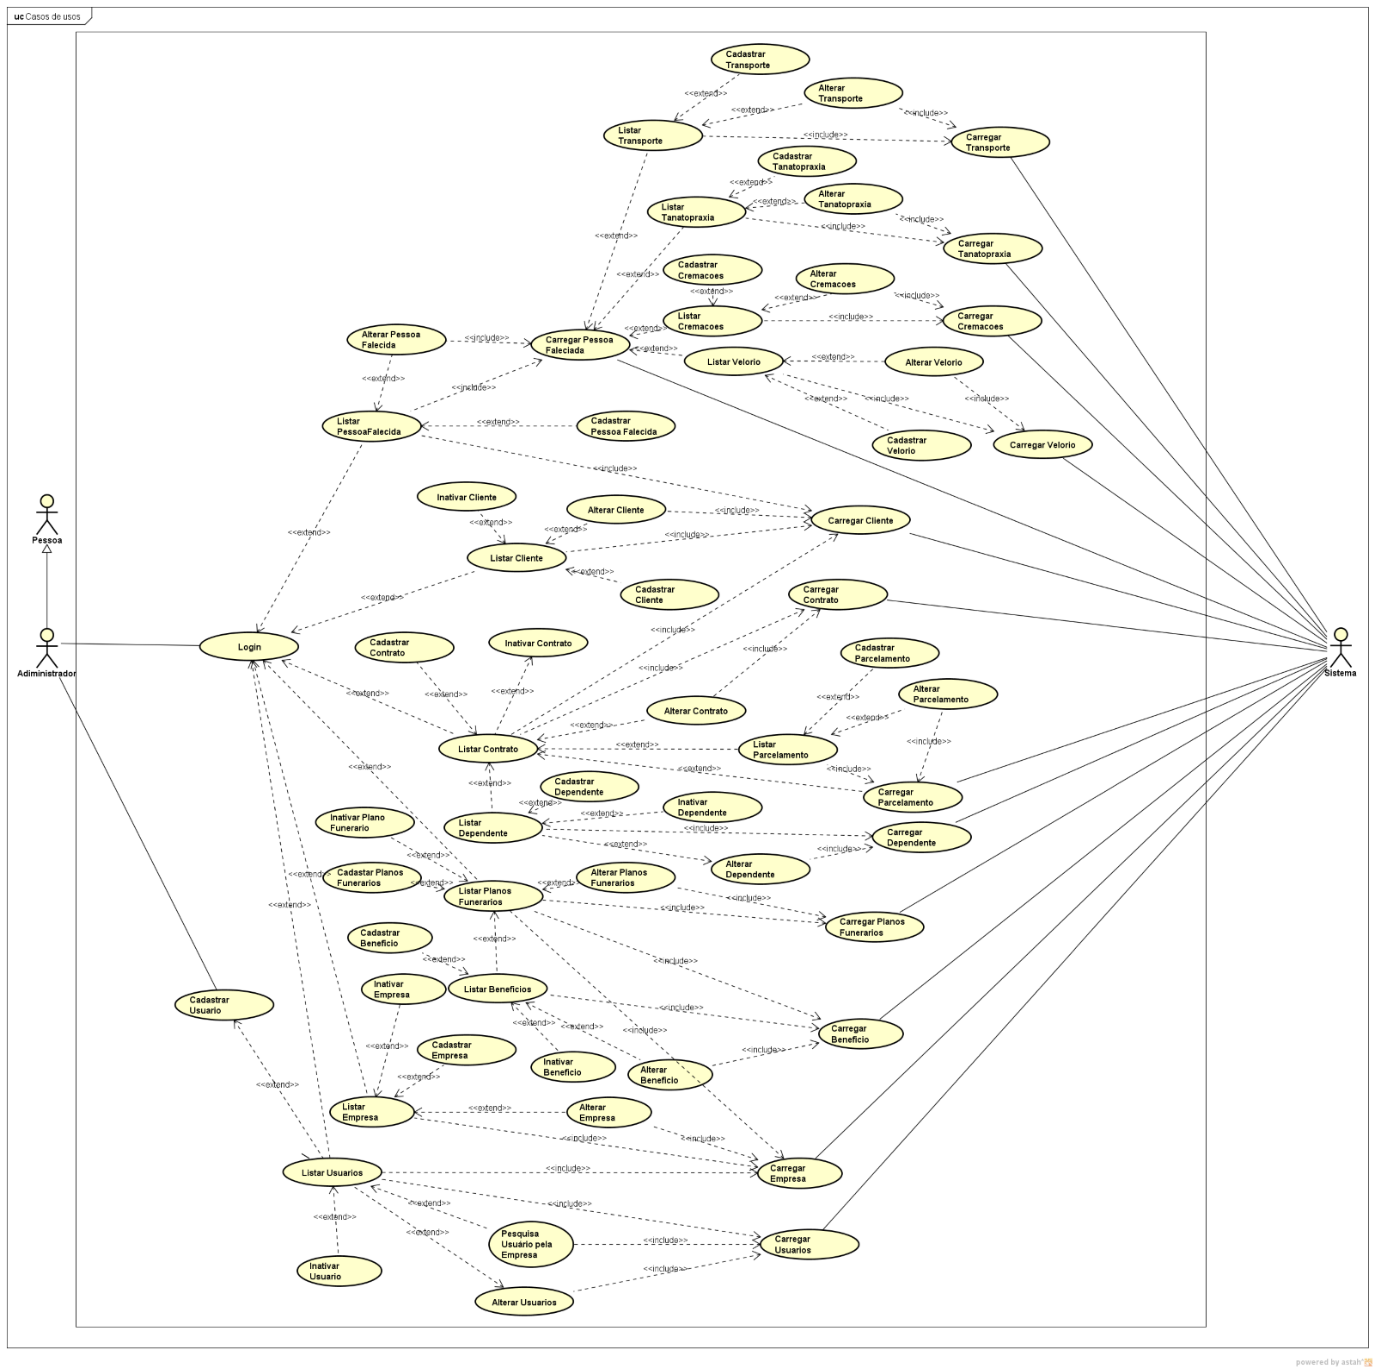 uc Casos de usos
Cadastrar
Transporte
<<extend>>
Alterar
Transporte
<<extend>>
<<include>>
Listar
Transporte
<<include>>
Carregar
Transporte
Cadastrar
Tanatopraxia
<<extend>>
Alterar
Tanatopraxia
<<extend>>
Listar
Tanatopraxia
<<include>>
<<include>>
<<extend>>
Carregar
Tanatopraxia
<<extend>>
Cadastrar
Cremacoes
Alterar
Cremacoes
<<extend>>
<<extend>>
<<include>>
Listar
Cremacoes
<<include>>
Carregar
Cremacoes
<<extend>>
Alterar Pessoa
Falecida
<<include>>
Carregar Pessoa
Faleciada
<<extend>>
Listar Velorio
<<extend>>
Alterar Velorio
<<extend>>
<<include>>
<<extend>>
<<include>>
<<include>>
Listar
PessoaFalecida
<<extend>>
Cadastrar
Pessoa Falecida
Cadastrar
Velorio
Carregar Velorio
<<include>>
Inativar Cliente
Alterar Cliente
<<include>>
Carregar Cliente
<<extend>>
<<extend>>
<<include>>
Pessoa
<<extend>>
Listar Cliente
<<extend>>
Cadastrar
Cliente
<<extend>>
Carregar
Contrato
<<include>>
Login
Cadastrar
Contrato
Inativar Contrato
Cadastrar
Parcelamento
<<include>>
<<include>>
Adiministrador
Sistema
<<extend>>
<<extend>>
<<extend>>
<<extend>>
Alterar
Parcelamento
Alterar Contrato
<<extend>>
<<extend>>
Listar Contrato
<<extend>>
Listar
Parcelamento
<<include>>
<<extend>>
<<include>>
<<extend>>
<<extend>>
Cadastrar
Dependente
Carregar
Parcelamento
<<extend>>
Inativar
Dependente
Inativar Plano
Funerario
<<extend>>
Listar
Dependente
<<include>>
Carregar
Dependente
<<extend>>
<<include>>
<<extend>>
Alterar
Dependente
Cadastar Planos
Funerarios
<<extend>>
<<extend>>
<<extend>>
Alterar Planos
Funerarios
Listar Planos
Funerarios
<<include>>
<<include>>
<<extend>>
Carregar Planos
Funerarios
Cadastrar
Beneficio
<<extend>>
<<extend>>
<<include>>
Inativar
Empresa
Listar Beneficios
Cadastrar
Usuario
<<extend>>
<<extend>>
<<include>>
<<include>>
Carregar
Beneficio
Cadastrar
Empresa
<<extend>>
<<include>>
Inativar
Beneficio
Alterar
Beneficio
<<extend>>
<<extend>>
Listar
Empresa
<<extend>>
Alterar
Empresa
<<include>>
<<include>>
Listar Usuarios
<<include>>
Carregar
Empresa
<<extend>>
<<include>>
<<extend>>
<<extend>>
Pesquisa
Usuário pela
Empresa
<<include>>
Carregar
Usuarios
Inativar
Usuario
<<include>>
Alterar Usuarios
powered by astah*